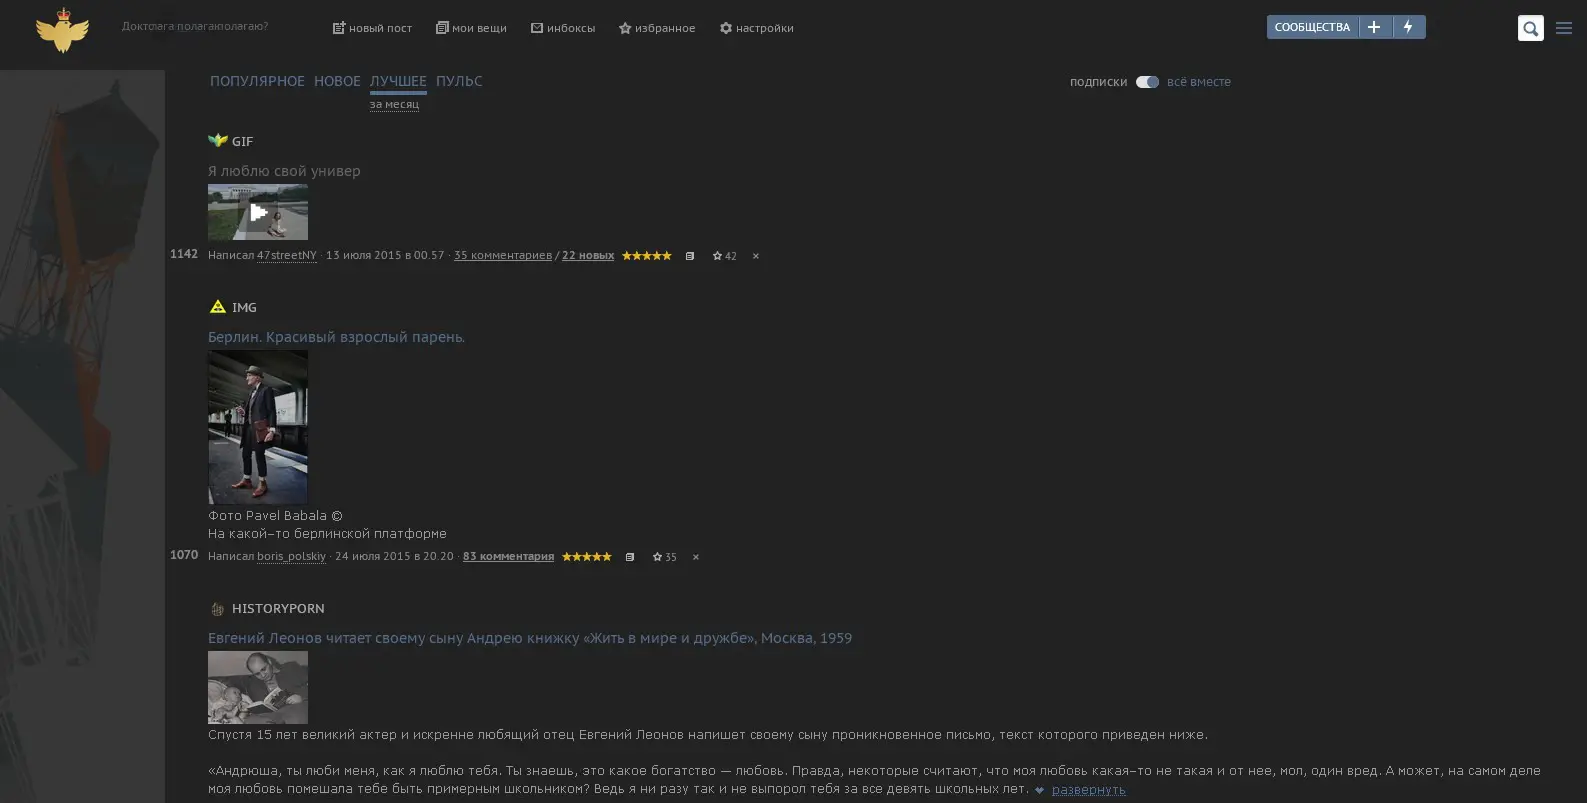 новый пост мои вещи инбоксы избранное настройки СООБЩЕСТВА
ПОПУЛЯРНОЕ НОВОЕ ЛУЧШЕЕ ПУЛЬС подписки всё вместе
за месяц
GIF
Я люблю свой универ
1142 Написал 47streetNY · 13 июля 2015 в 00.57 · 35 комментариев / 22 новых 42 ×
IMG
Берлин. Красивый взрослый парень.
Фото Pavel Babala ©
На какой-то берлинской платформе
1070 Написал boris_polskiy · 24 июля 2015 в 20.20 · 83 комментария 35 ×
HISTORYPORN
Евгений Леонов читает своему сыну Андрею книжку «Жить в мире и дружбе», Москва, 1959
Спустя 15 лет великий актер и искренне любящий отец Евгений Леонов напишет своему сыну проникновенное письмо, текст которого приведен ниже.
«Андрюша, ты люби меня, как я люблю тебя. Ты знаешь, это какое богатство — любовь. Правда, некоторые считают, что моя любовь какая-то не такая и от нее, мол, один вред. А может, на самом деле
моя любовь помешала тебе быть примерным школьником? Ведь я ни разу так и не выпорол тебя за все девять школьных лет. развернуть